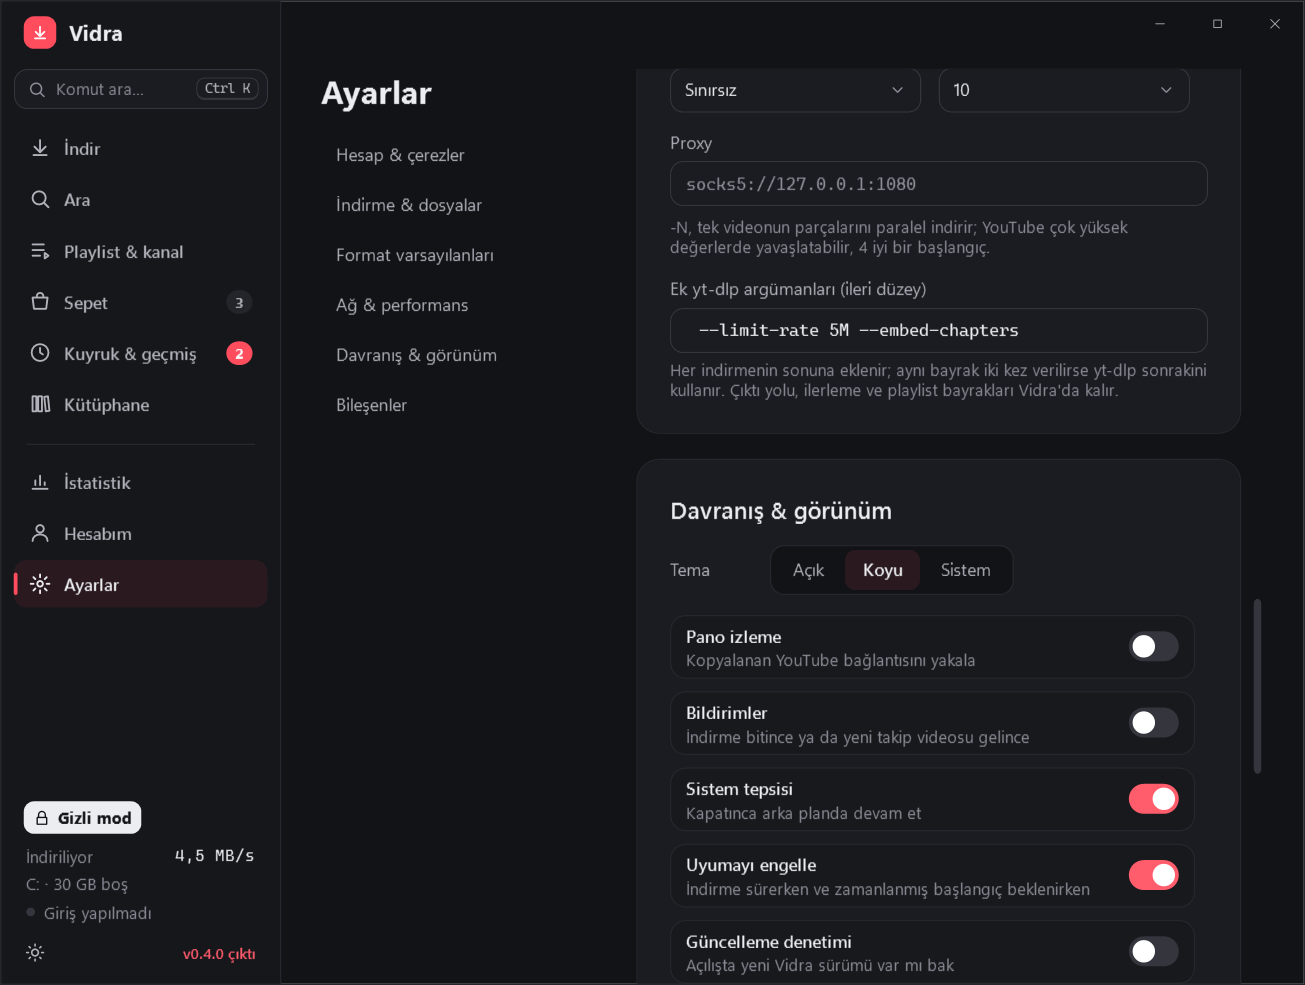 Vidra
Komut ara...
Ctrl K
İndir
Ara
Playlist & kanal
Sepet
3
Kuyruk & geçmiş
2
Kütüphane
İstatistik
Hesabım
Ayarlar
Gizli mod
İndiriliyor
4,5 MB/s
C: · 30 GB boş
Giriş yapılmadı
v0.4.0 çıktı
Ayarlar
Hesap & çerezler
İndirme & dosyalar
Format varsayılanları
Ağ & performans
Davranış & görünüm
Bileşenler
Sınırsız
10
Proxy
socks5://127.0.0.1:1080
-N, tek videonun parçalarını paralel indirir; YouTube çok yüksek
değerlerde yavaşlatabilir, 4 iyi bir başlangıç.
Ek yt-dlp argümanları (ileri düzey)
--limit-rate 5M --embed-chapters
Her indirmenin sonuna eklenir; aynı bayrak iki kez verilirse yt-dlp sonrakini
kullanır. Çıktı yolu, ilerleme ve playlist bayrakları Vidra'da kalır.
Davranış & görünüm
Tema
Açık
Koyu
Sistem
Pano izleme
Kopyalanan YouTube bağlantısını yakala
Bildirimler
İndirme bitince ya da yeni takip videosu gelince
Sistem tepsisi
Kapatınca arka planda devam et
Uyumayı engelle
İndirme sürerken ve zamanlanmış başlangıç beklenirken
Güncelleme denetimi
Açılışta yeni Vidra sürümü var mı bak